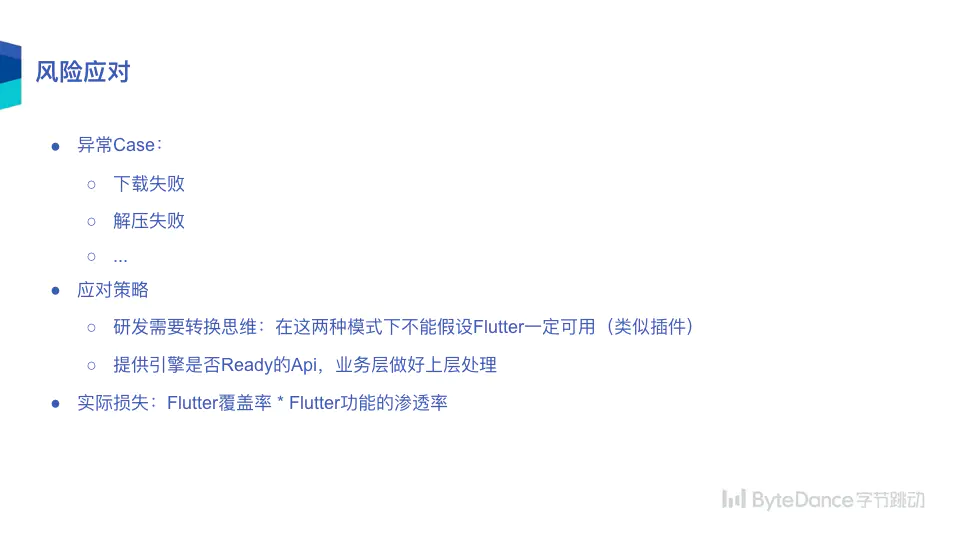 风险应对
● 异常Case：
○ 下载失败
○ 解压失败
○ ...
● 应对策略
○ 研发需要转换思维：在这两种模式下不能假设Flutter一定可用（类似插件）
○ 提供引擎是否Ready的Api，业务层做好上层处理
● 实际损失：Flutter覆盖率 * Flutter功能的渗透率
ByteDance字节跳动